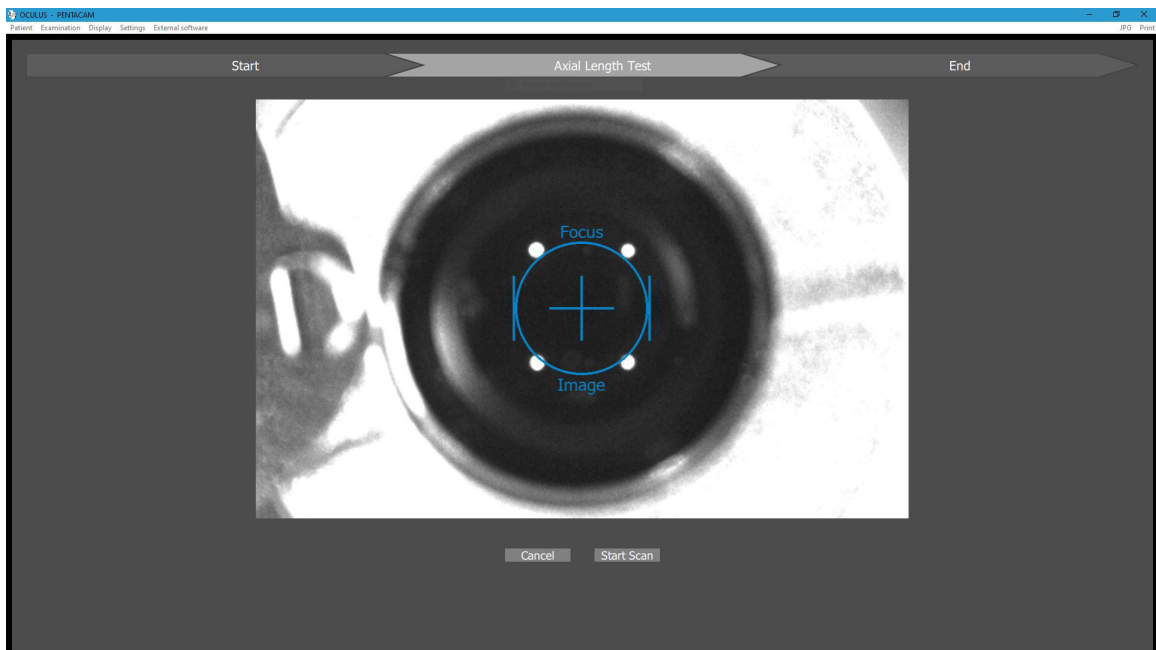 OCULUS - PENTACAM
Patient Examination Display Settings External software JPG Print
Start Axial Length Test End
Focus
Image
Cancel Start Scan